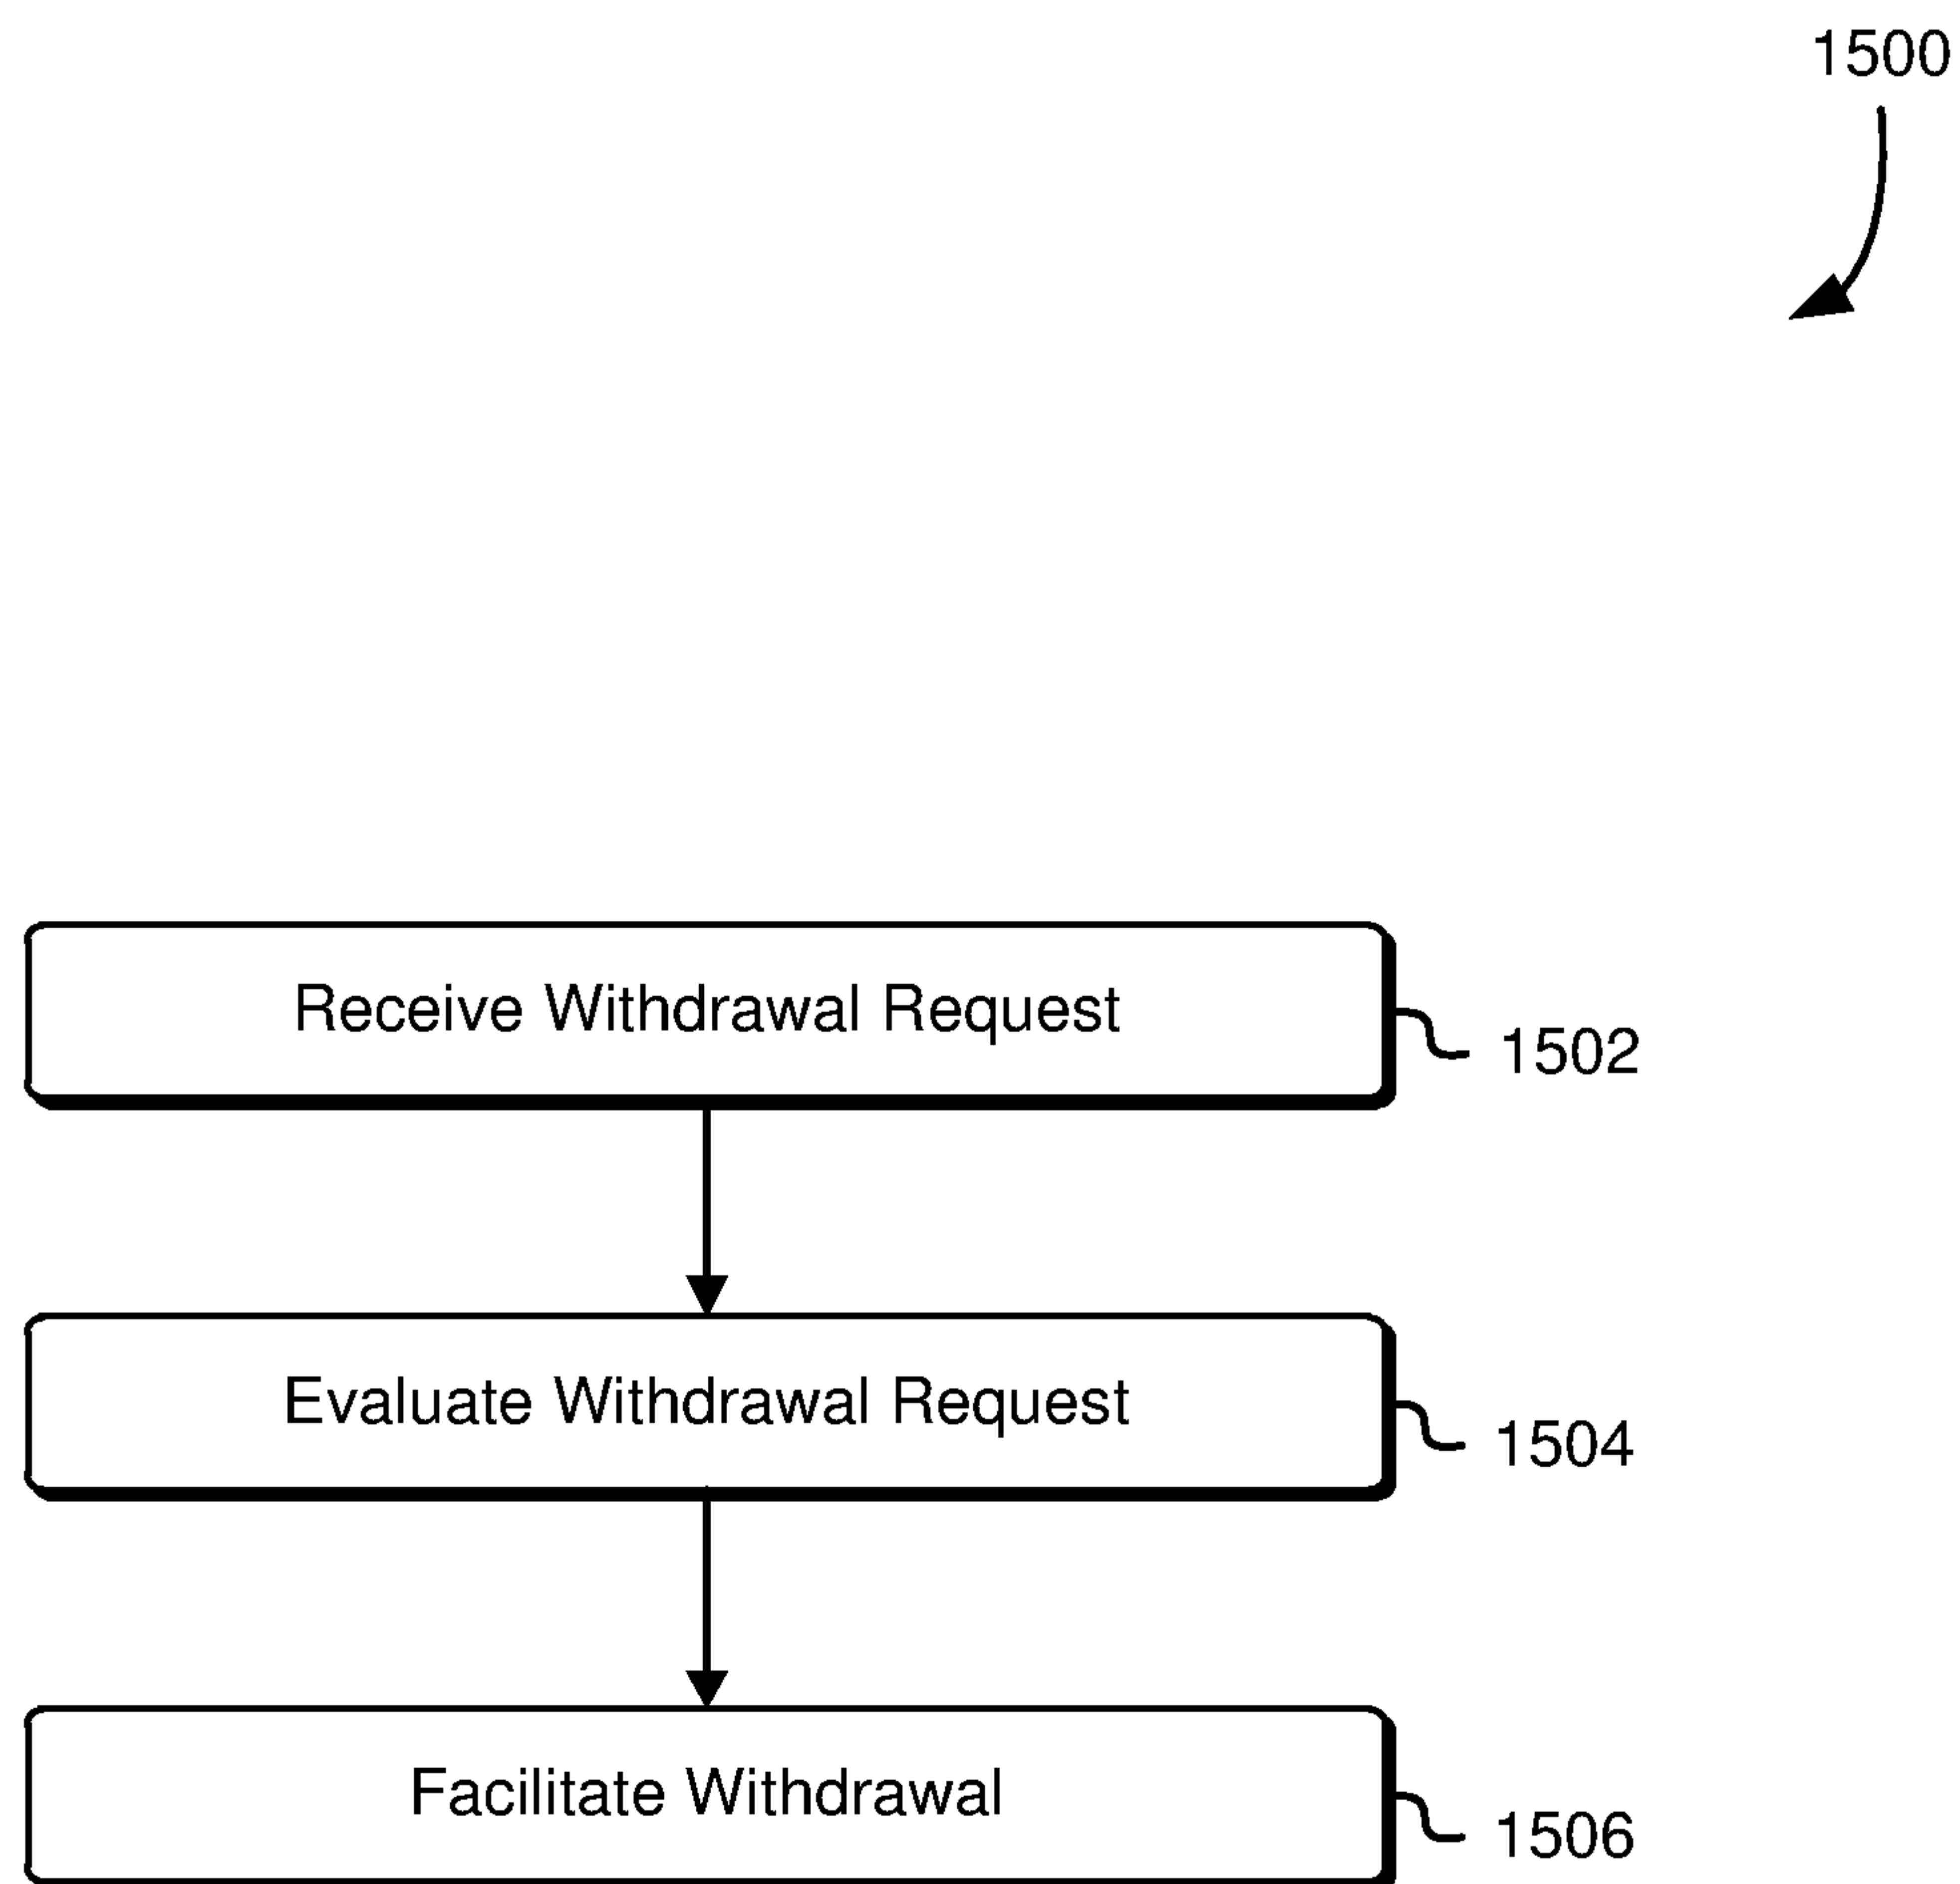 1500
Receive Withdrawal Request
1502
Evaluate Withdrawal Request
1504
Facilitate Withdrawal
1506